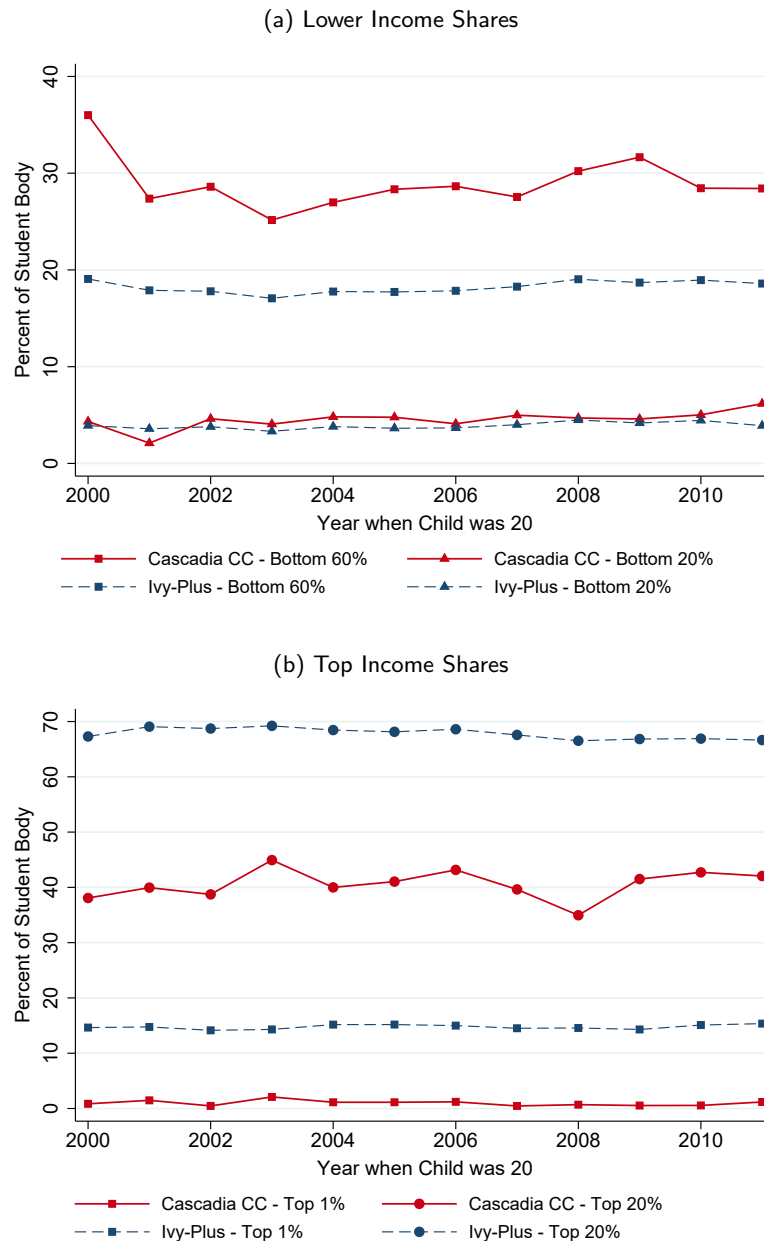 (a) Lower Income Shares
40
30
20
10
0
Percent of Student Body
2000 2002 2004 2006 2008 2010
Year when Child was 20
Cascadia CC - Bottom 60% Cascadia CC - Bottom 20%
Ivy-Plus - Bottom 60% Ivy-Plus - Bottom 20%
(b) Top Income Shares
70
60
50
40
30
20
10
0
Percent of Student Body
2000 2002 2004 2006 2008 2010
Year when Child was 20
Cascadia CC - Top 1% Cascadia CC - Top 20%
Ivy-Plus - Top 1% Ivy-Plus - Top 20%